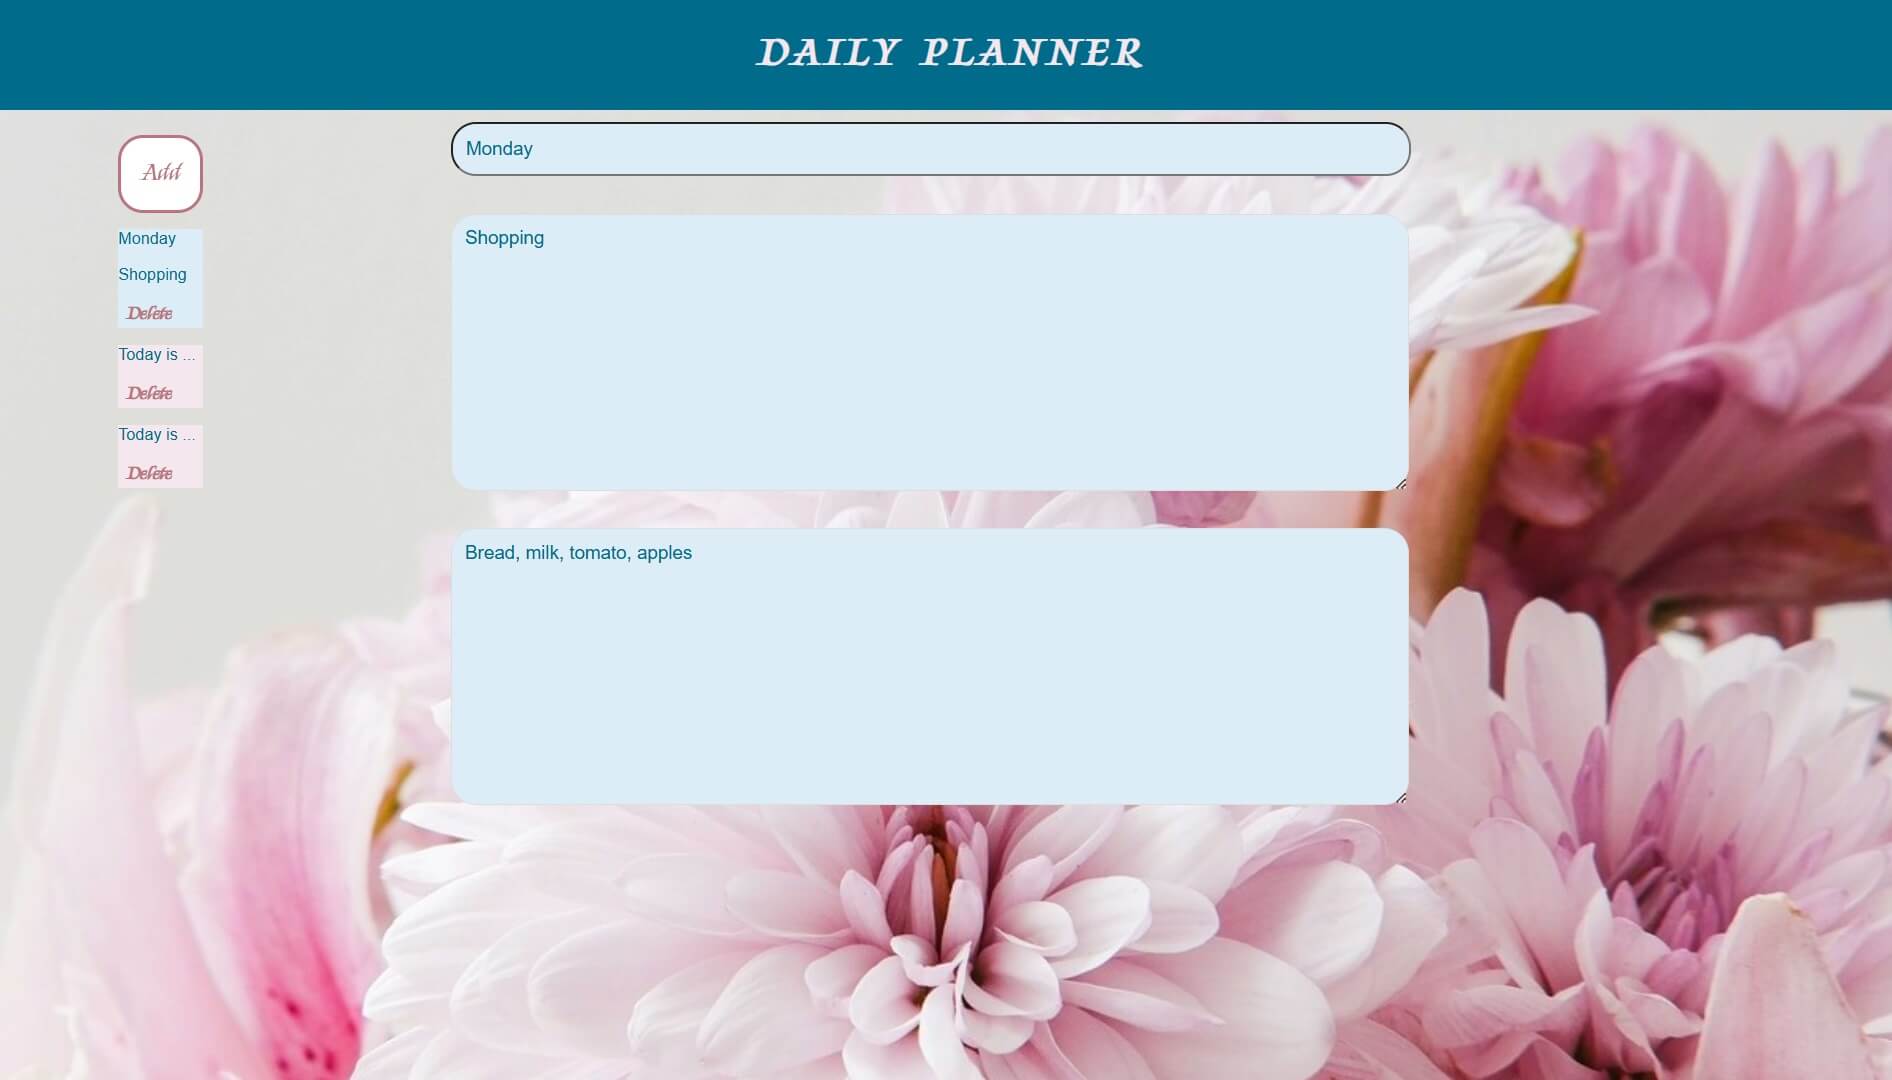 DAILY PLANNER
Add
Monday
Shopping
Delete
Today is ...
Delete
Today is ...
Delete
Monday
Shopping
Bread, milk, tomato, apples